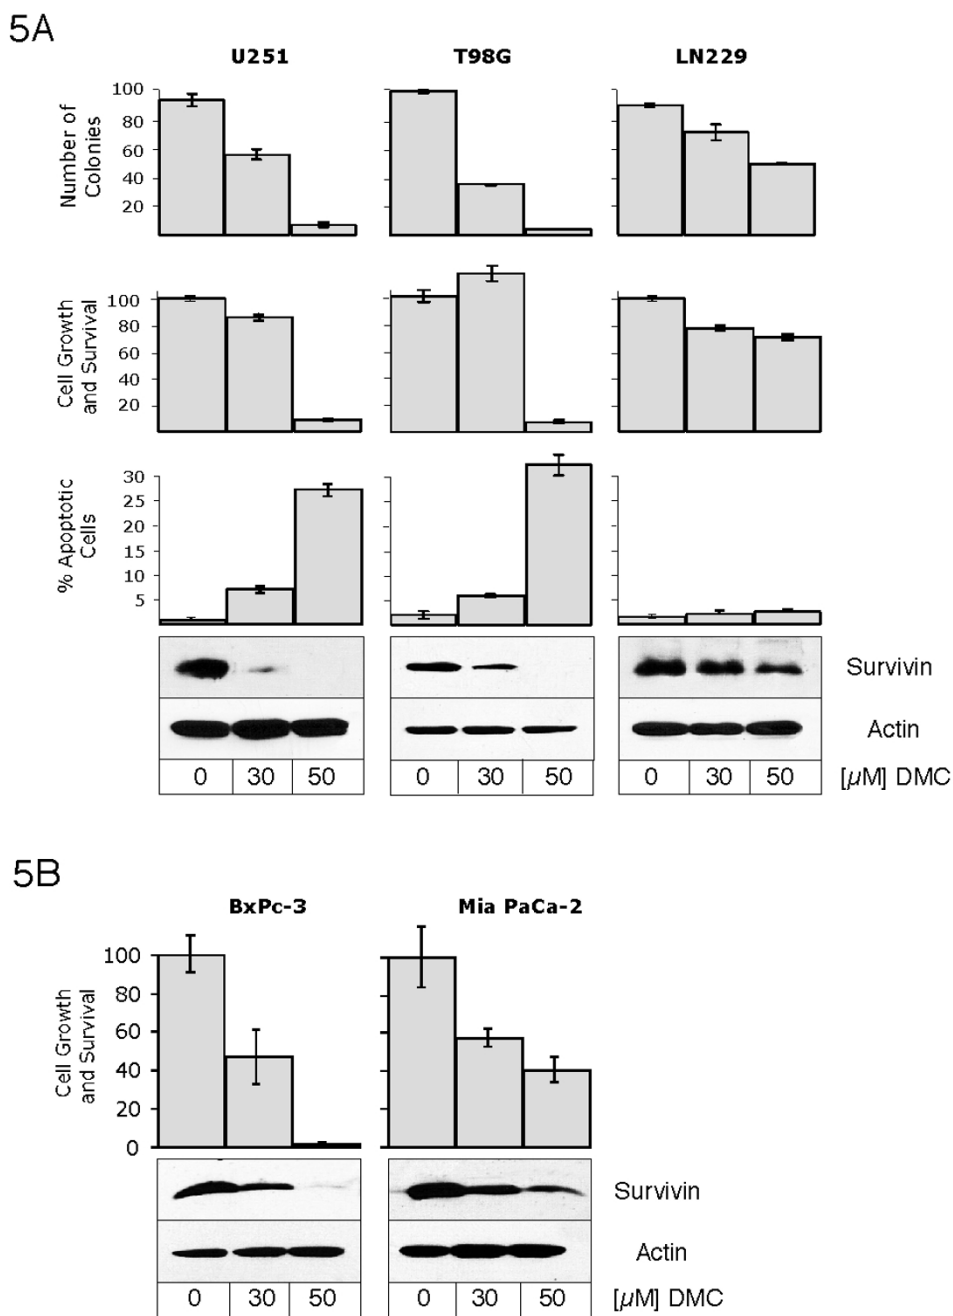 5A
U251 T98G LN229
Number of
Colonies
100
80
60
40
20
Cell Growth
and Survival
100
80
60
40
20
% Apoptotic
Cells
30
25
20
15
10
5
Survivin
Actin
0 30 50 0 30 50 0 30 50 [µM] DMC
5B
BxPc-3 Mia PaCa-2
Cell Growth
and Survival
100
80
60
40
20
0
Survivin
Actin
0 30 50 0 30 50 [µM] DMC